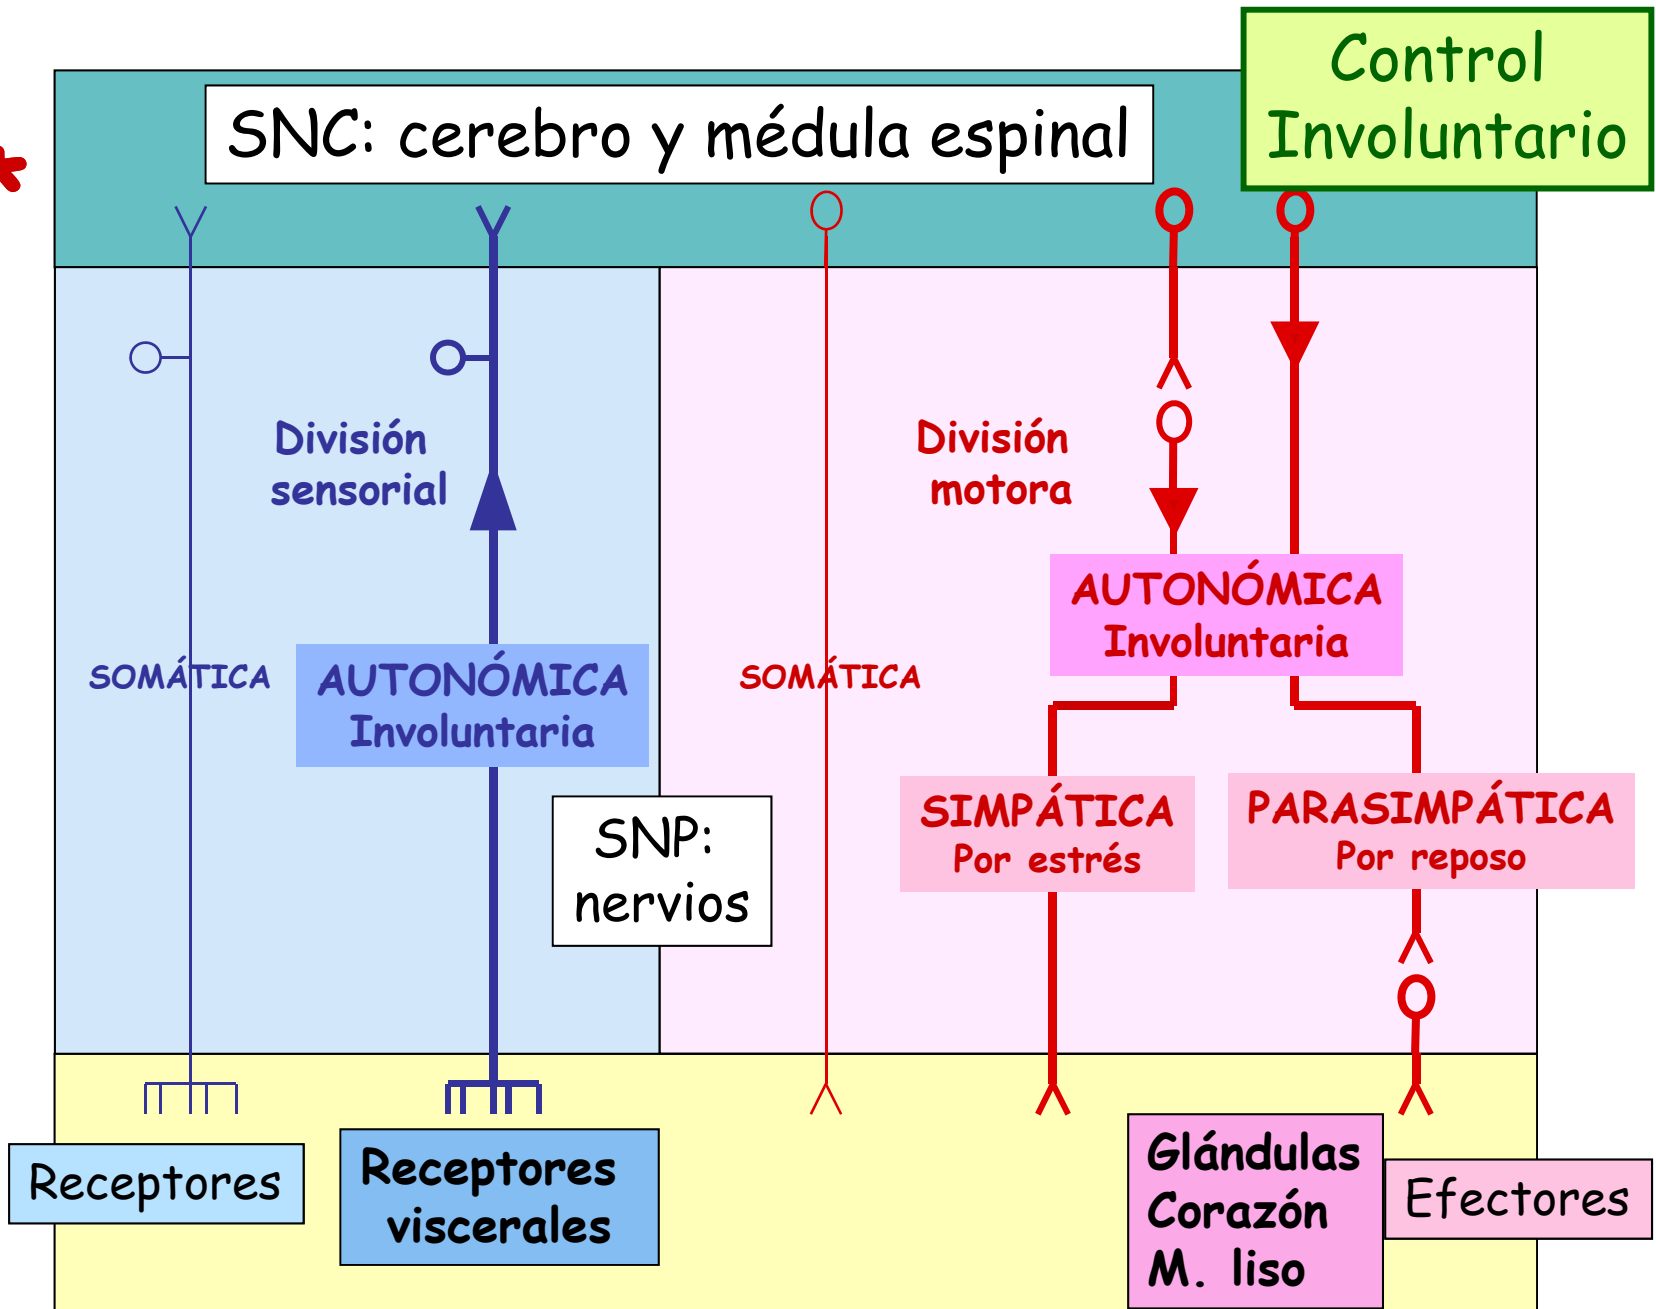 Control
Involuntario
SNC: cerebro y médula espinal
*
División
sensorial
División
motora
AUTONÓMICA
Involuntaria
SOMÁTICA
AUTONÓMICA
Involuntaria
SOMÁTICA
SIMPÁTICA
Por estrés
PARASIMPÁTICA
Por reposo
SNP:
nervios
Receptores
Receptores
viscerales
Glándulas
Corazón
M. liso
Efectores